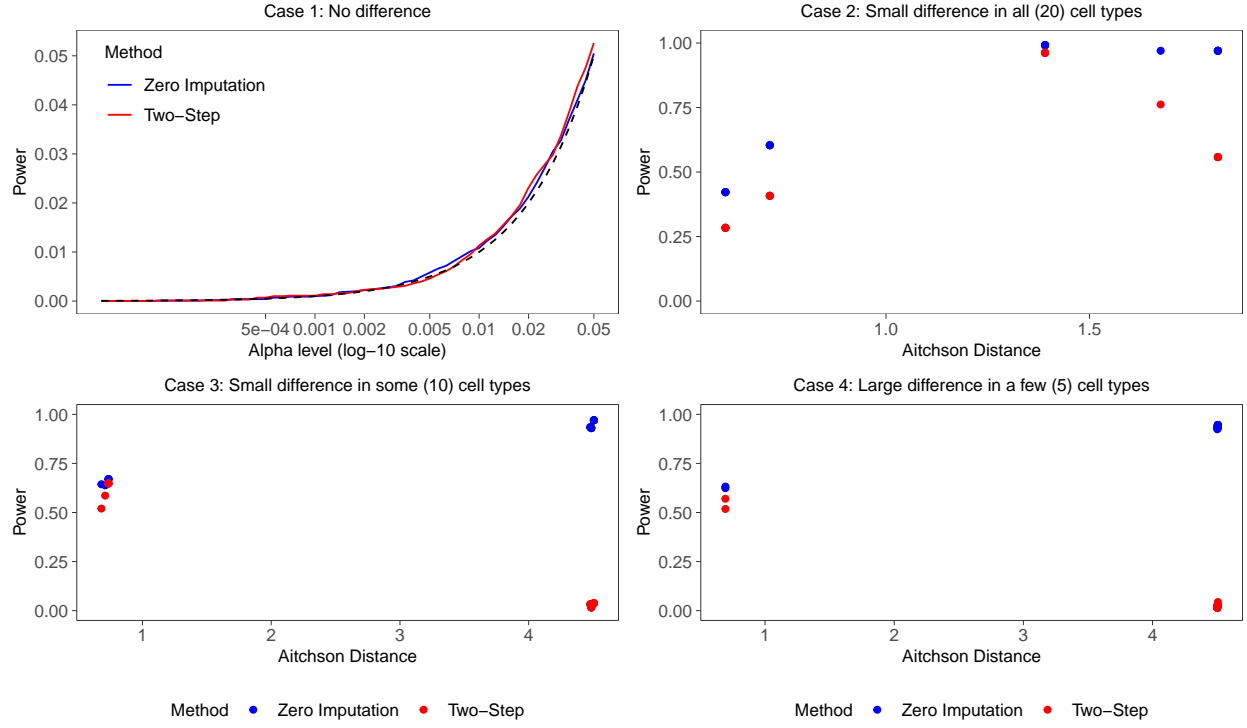 Case 1: No difference
Power
0.05
0.04
0.03
0.02
0.01
0.00
Method
Zero Imputation
Two−Step
5e−04 0.001 0.002 0.005 0.01 0.02 0.05
Alpha level (log−10 scale)
Case 2: Small difference in all (20) cell types
Power
1.00
0.75
0.50
0.25
0.00
1.0 1.5
Aitchson Distance
Case 3: Small difference in some (10) cell types
Power
1.00
0.75
0.50
0.25
0.00
1 2 3 4
Aitchson Distance
Method Zero Imputation Two−Step
Case 4: Large difference in a few (5) cell types
Power
1.00
0.75
0.50
0.25
0.00
1 2 3 4
Aitchson Distance
Method Zero Imputation Two−Step